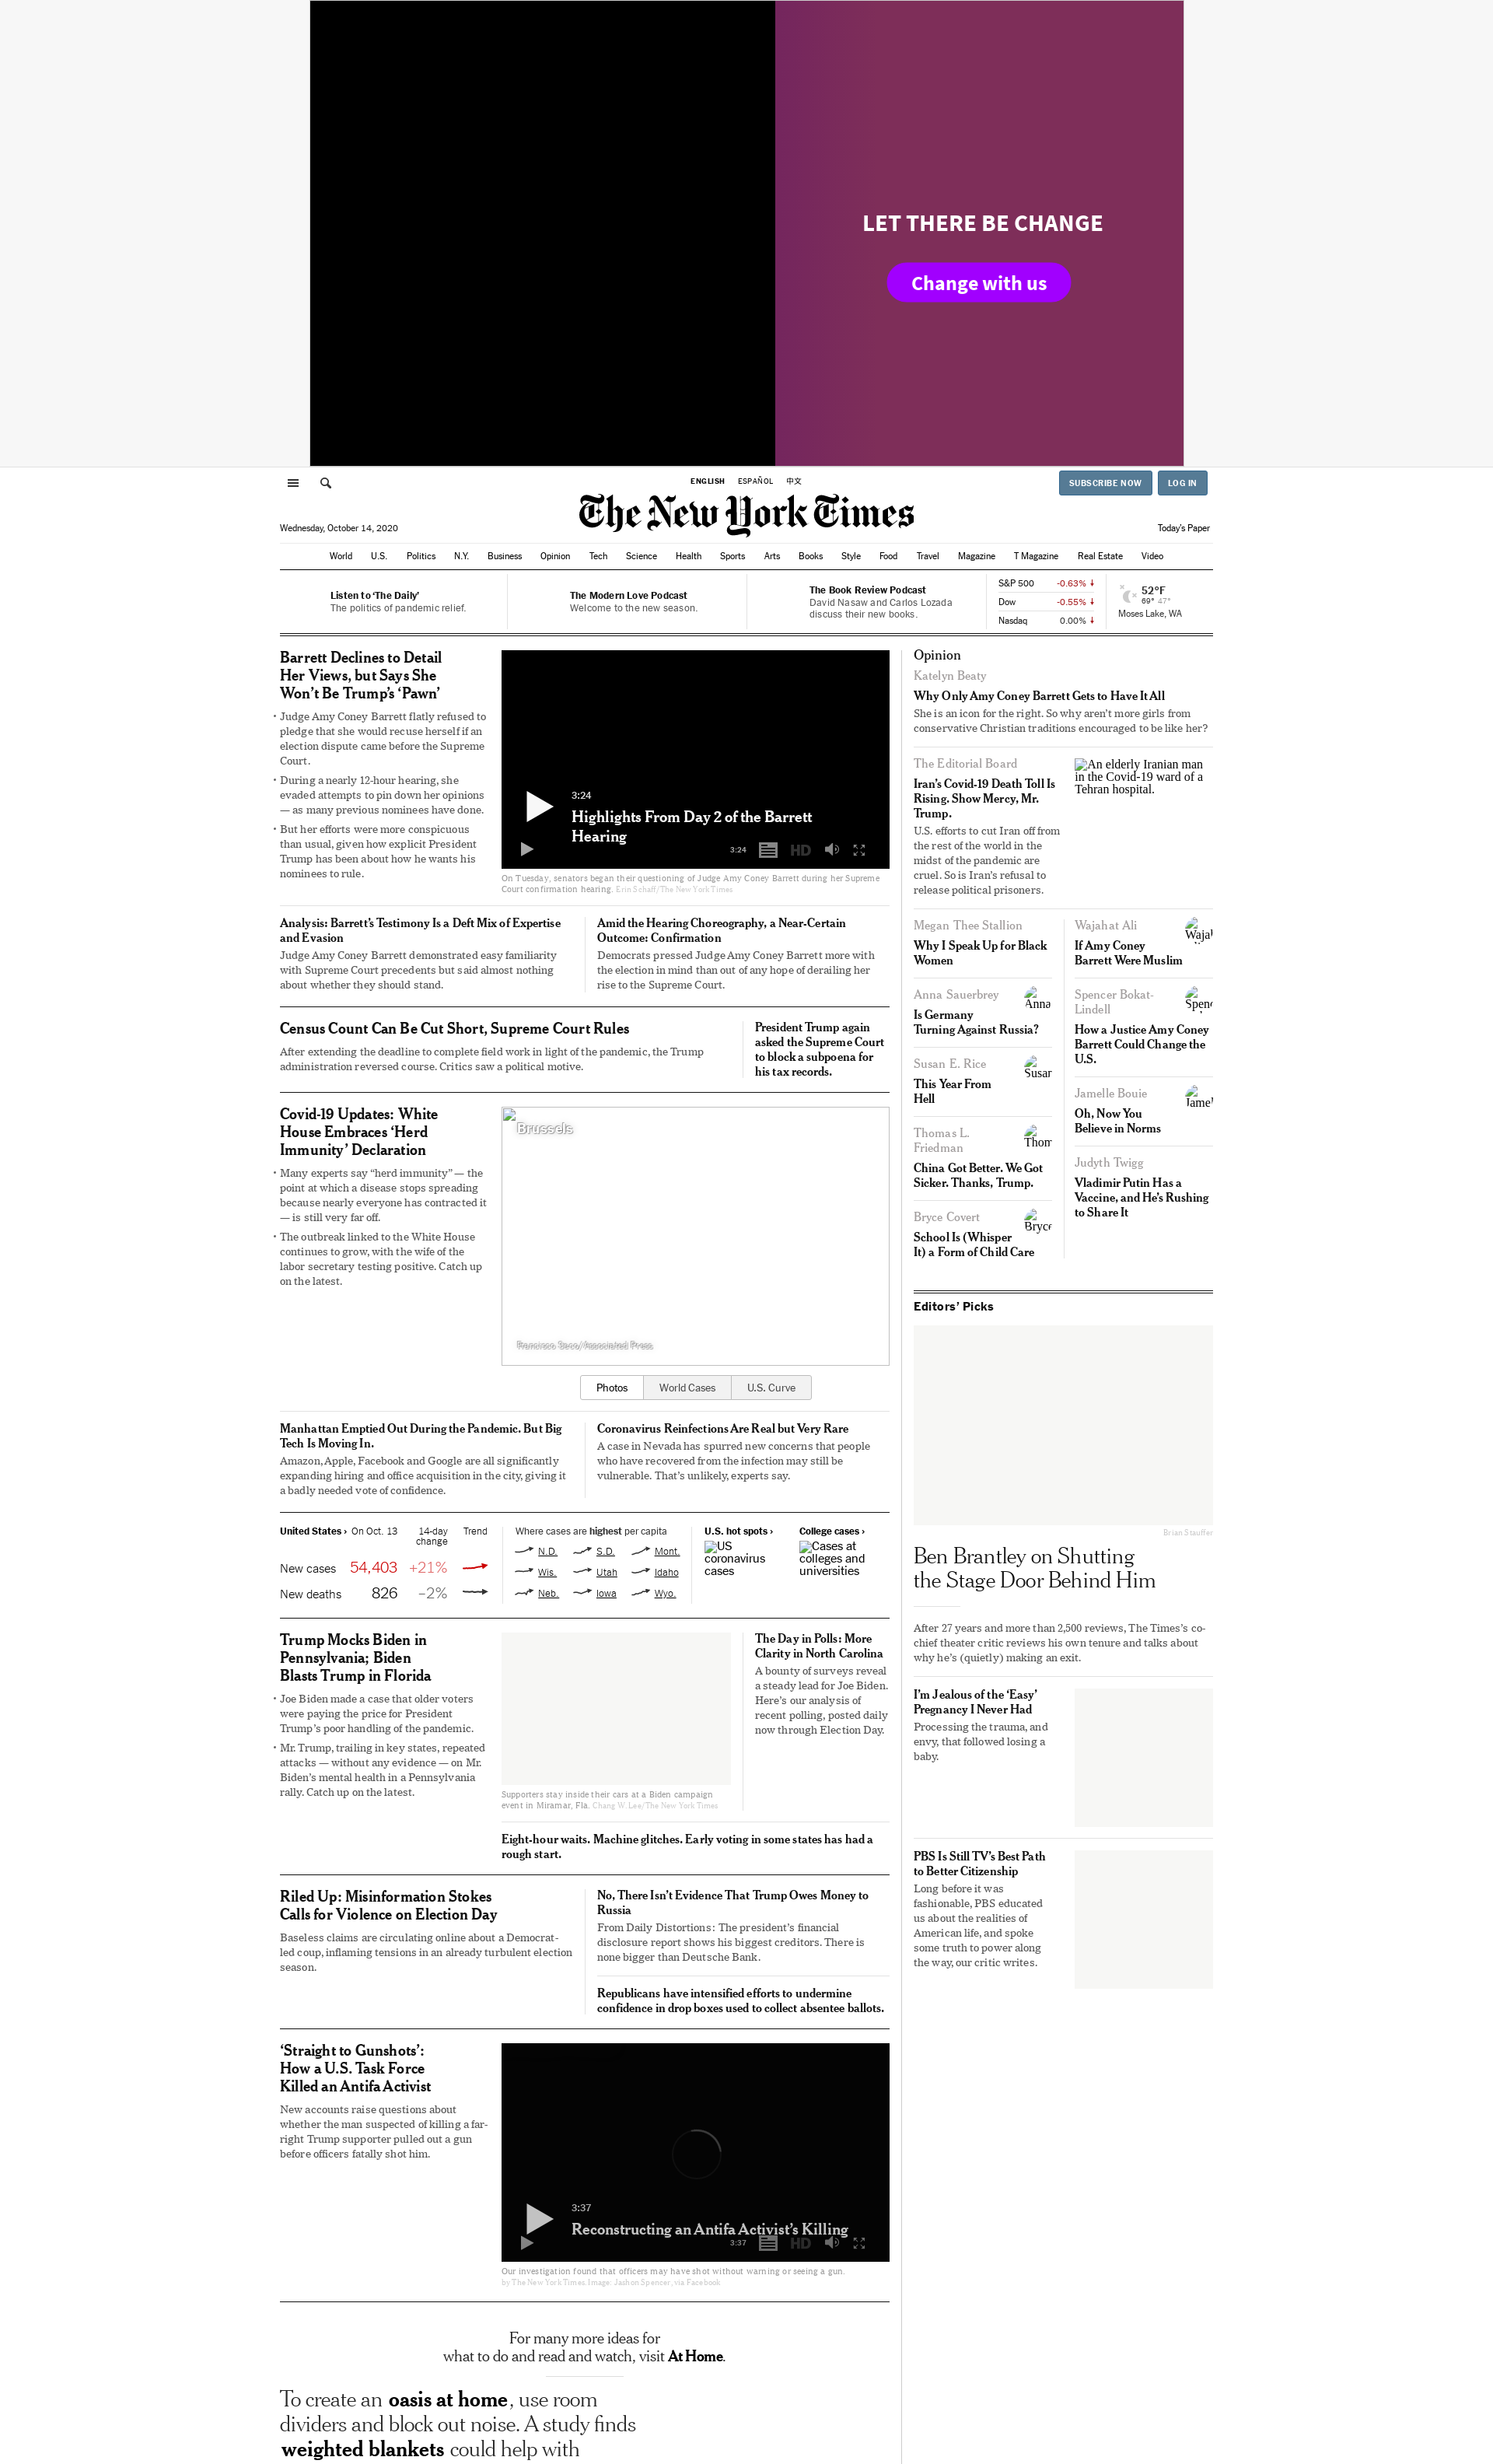 LET THERE BE CHANGE
Change with us
ENGLISH ESPAÑOL 中文
SUBSCRIBE NOW LOG IN
The New York Times
Wednesday, October 14, 2020
Today's Paper
World U.S. Politics N.Y. Business Opinion Tech Science Health Sports Arts Books Style Food Travel Magazine T Magazine Real Estate Video
Listen to ‘The Daily’
The politics of pandemic relief.
The Modern Love Podcast
Welcome to the new season.
The Book Review Podcast
David Nasaw and Carlos Lozada
discuss their new books.
S&P 500 -0.63% ↓
Dow -0.55% ↓
Nasdaq 0.00% ↓
52°F
69° 47°
Moses Lake, WA
Barrett Declines to Detail
Her Views, but Says She
Won’t Be Trump’s ‘Pawn’
• Judge Amy Coney Barrett flatly refused to
pledge that she would recuse herself if an
election dispute came before the Supreme
Court.
• During a nearly 12-hour hearing, she
evaded attempts to pin down her opinions
— as many previous nominees have done.
• But her efforts were more conspicuous
than usual, given how explicit President
Trump has been about how he wants his
nominees to rule.
3:24
Highlights From Day 2 of the Barrett
Hearing
3:24 HD
On Tuesday, senators began their questioning of Judge Amy Coney Barrett during her Supreme
Court confirmation hearing. Erin Schaff/The New York Times
Analysis: Barrett’s Testimony Is a Deft Mix of Expertise
and Evasion
Judge Amy Coney Barrett demonstrated easy familiarity
with Supreme Court precedents but said almost nothing
about whether they should stand.
Amid the Hearing Choreography, a Near-Certain
Outcome: Confirmation
Democrats pressed Judge Amy Coney Barrett more with
the election in mind than out of any hope of derailing her
rise to the Supreme Court.
Census Count Can Be Cut Short, Supreme Court Rules
After extending the deadline to complete field work in light of the pandemic, the Trump
administration reversed course. Critics saw a political motive.
President Trump again
asked the Supreme Court
to block a subpoena for
his tax records.
Covid-19 Updates: White
House Embraces ‘Herd
Immunity’ Declaration
• Many experts say “herd immunity” — the
point at which a disease stops spreading
because nearly everyone has contracted it
— is still very far off.
• The outbreak linked to the White House
continues to grow, with the wife of the
labor secretary testing positive. Catch up
on the latest.
Brussels
Francisco Seco/Associated Press
Photos World Cases U.S. Curve
Manhattan Emptied Out During the Pandemic. But Big
Tech Is Moving In.
Amazon, Apple, Facebook and Google are all significantly
expanding hiring and office acquisition in the city, giving it
a badly needed vote of confidence.
Coronavirus Reinfections Are Real but Very Rare
A case in Nevada has spurred new concerns that people
who have recovered from the infection may still be
vulnerable. That’s unlikely, experts say.
United States › On Oct. 13 14-day
change Trend
New cases 54,403 +21%
New deaths 826 –2%
Where cases are highest per capita
N.D. S.D. Mont.
Wis. Utah Idaho
Neb. Iowa Wyo.
U.S. hot spots ›
US
coronavirus
cases
College cases ›
Cases at
colleges and
universities
Trump Mocks Biden in
Pennsylvania; Biden
Blasts Trump in Florida
• Joe Biden made a case that older voters
were paying the price for President
Trump’s poor handling of the pandemic.
• Mr. Trump, trailing in key states, repeated
attacks — without any evidence — on Mr.
Biden’s mental health in a Pennsylvania
rally. Catch up on the latest.
Supporters stay inside their cars at a Biden campaign
event in Miramar, Fla. Chang W. Lee/The New York Times
The Day in Polls: More
Clarity in North Carolina
A bounty of surveys reveal
a steady lead for Joe Biden.
Here’s our analysis of
recent polling, posted daily
now through Election Day.
Eight-hour waits. Machine glitches. Early voting in some states has had a
rough start.
Riled Up: Misinformation Stokes
Calls for Violence on Election Day
Baseless claims are circulating online about a Democrat-
led coup, inflaming tensions in an already turbulent election
season.
No, There Isn’t Evidence That Trump Owes Money to
Russia
From Daily Distortions: The president’s financial
disclosure report shows his biggest creditors. There is
none bigger than Deutsche Bank.
Republicans have intensified efforts to undermine
confidence in drop boxes used to collect absentee ballots.
‘Straight to Gunshots’:
How a U.S. Task Force
Killed an Antifa Activist
New accounts raise questions about
whether the man suspected of killing a far-
right Trump supporter pulled out a gun
before officers fatally shot him.
3:37
Reconstructing an Antifa Activist’s Killing
3:37 HD
Our investigation found that officers may have shot without warning or seeing a gun.
by The New York Times. Image: Jashon Spencer, via Facebook
For many more ideas for
what to do and read and watch, visit At Home.
To create an oasis at home, use room
dividers and block out noise. A study finds
weighted blankets could help with
Opinion
Katelyn Beaty
Why Only Amy Coney Barrett Gets to Have It All
She is an icon for the right. So why aren’t more girls from
conservative Christian traditions encouraged to be like her?
The Editorial Board
Iran’s Covid-19 Death Toll Is
Rising. Show Mercy, Mr.
Trump.
U.S. efforts to cut Iran off from
the rest of the world in the
midst of the pandemic are
cruel. So is Iran’s refusal to
release political prisoners.
An elderly Iranian man
in the Covid-19 ward of a
Tehran hospital.
Megan Thee Stallion
Why I Speak Up for Black
Women
Anna Sauerbrey
Anna
Is Germany
Turning Against Russia?
Susan E. Rice
Susan
This Year From
Hell
Thomas L.
Friedman
Thom
China Got Better. We Got
Sicker. Thanks, Trump.
Bryce Covert
Bryce
School Is (Whisper
It) a Form of Child Care
Wajahat Ali
Wajah
If Amy Coney
Barrett Were Muslim
Spencer Bokat-
Lindell
Spenc
How a Justice Amy Coney
Barrett Could Change the
U.S.
Jamelle Bouie
Jamel
Oh, Now You
Believe in Norms
Judyth Twigg
Vladimir Putin Has a
Vaccine, and He’s Rushing
to Share It
Editors’ Picks
Brian Stauffer
Ben Brantley on Shutting
the Stage Door Behind Him
After 27 years and more than 2,500 reviews, The Times’s co-
chief theater critic reviews his own tenure and talks about
why he’s (quietly) making an exit.
I’m Jealous of the ‘Easy’
Pregnancy I Never Had
Processing the trauma, and
envy, that followed losing a
baby.
PBS Is Still TV’s Best Path
to Better Citizenship
Long before it was
fashionable, PBS educated
us about the realities of
American life, and spoke
some truth to power along
the way, our critic writes.